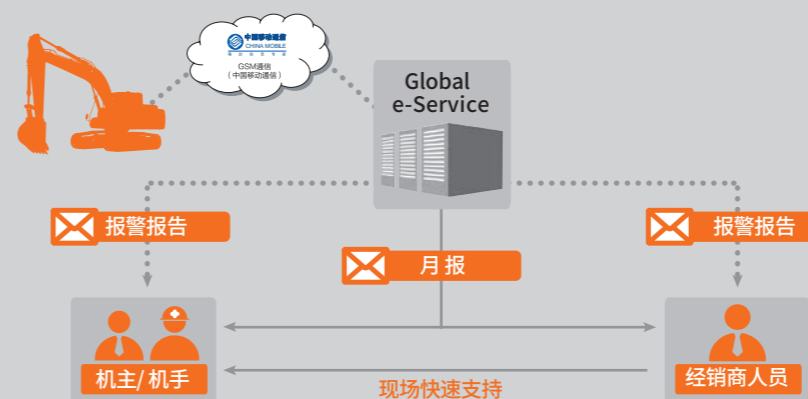 中国移动通信
CHINA MOBILE
GSM通信
(中国移动通信)
Global
e-Service
报警报告
报警报告
月报
机主/机手
经销商人员
现场快速支持